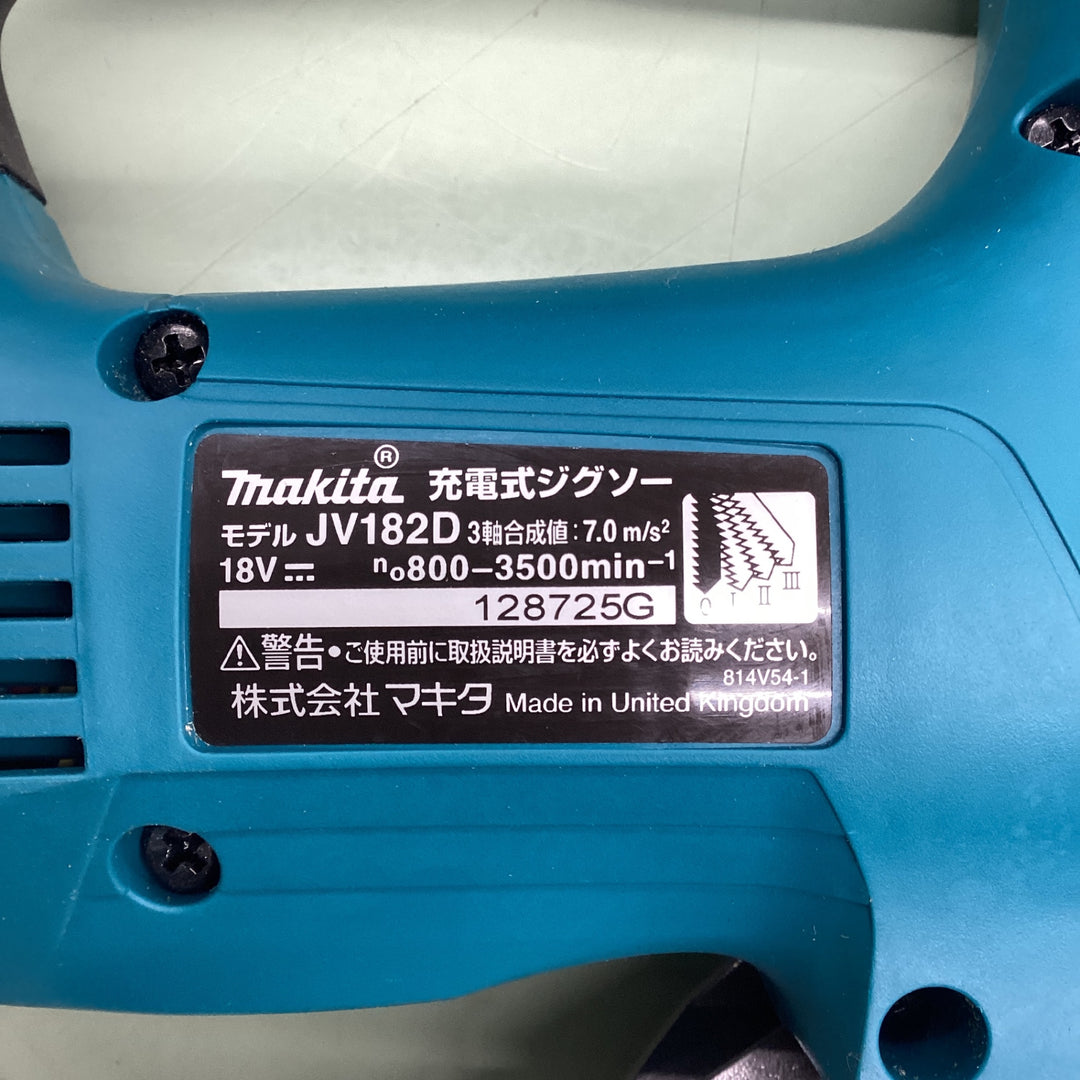 makita® 充電式ジグソー
モデル JV182D 3軸合成値:7.0 m/s²
18V ⎓ no800-3500min-1
128725G
O I II III
⚠警告・ご使用前に取扱説明書を必ずよくお読みください。
814V54-1
株式会社マキタ Made in United Kingdom